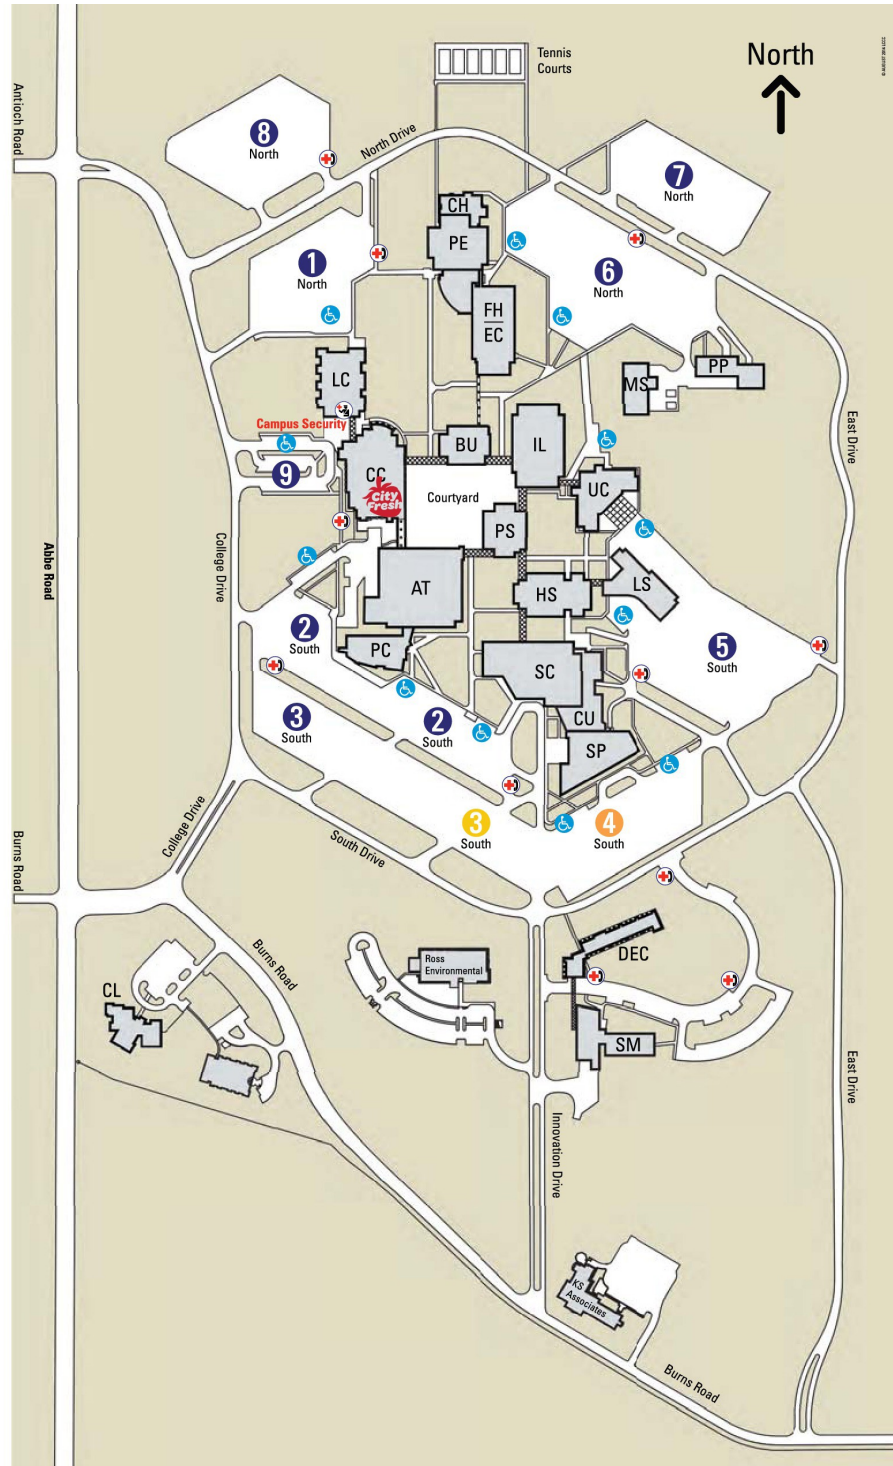 Tennis
Courts
North
Antioch Road
8
North
North Drive
7
North
CH
PE
1
North
6
North
FH
EC
LC
MS
PP
East Drive
Campus Security
BU
IL
9
CC
City
Fresh
Courtyard
UC
PS
Abbe Road
College Drive
AT
HS
LS
2
South
PC
5
South
SC
3
South
2
South
CU
SP
3
South
4
South
College Drive
South Drive
Burns Road
Burns Road
Ross
Environmental
DEC
CL
SM
East Drive
Innovation Drive
KS
Associates
Burns Road